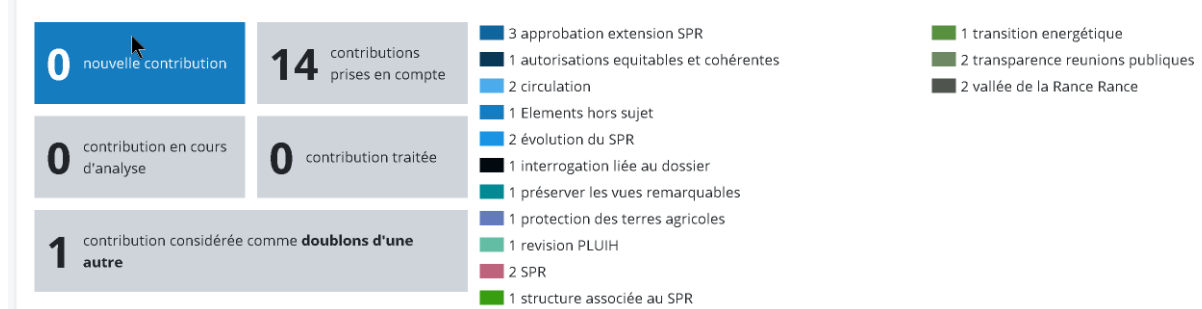 0 nouvelle contribution
14 contributions
prises en compte
0 contribution en cours
d'analyse
0 contribution traitée
1 contribution considérée comme doublons d'une
autre
3 approbation extension SPR
1 autorisations equitables et cohérentes
2 circulation
1 Elements hors sujet
2 évolution du SPR
1 interrogation liée au dossier
1 préserver les vues remarquables
1 protection des terres agricoles
1 revision PLUIH
2 SPR
1 structure associée au SPR
1 transition energétique
2 transparence reunions publiques
2 vallée de la Rance Rance